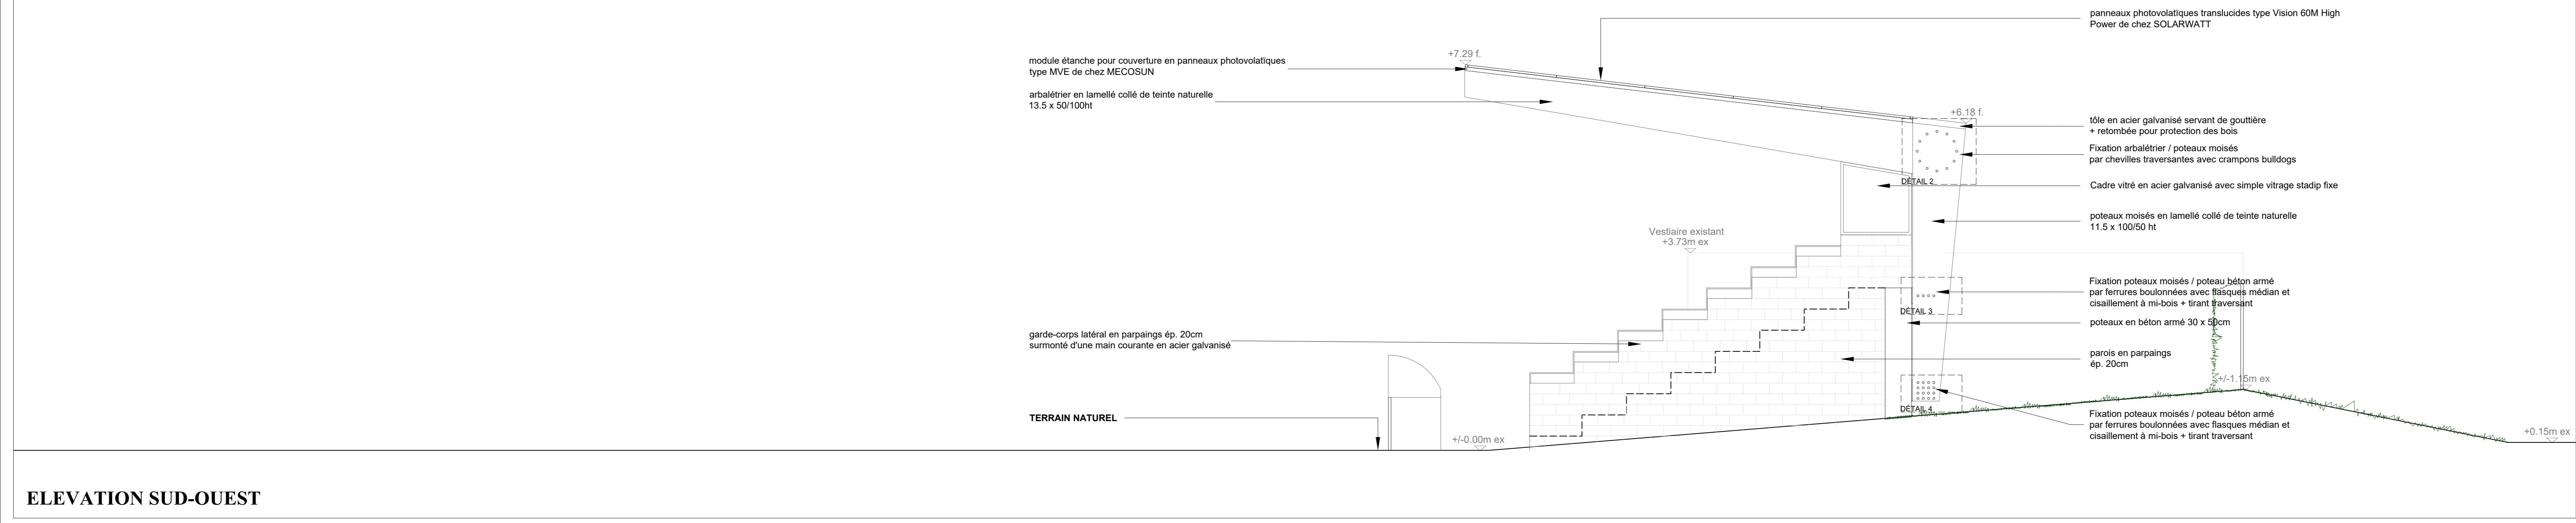 panneaux photovolatïques translucides type Vision 60M High
Power de chez SOLARWATT
+7.29 f.
module étanche pour couverture en panneaux photovolatïques
type MVE de chez MECOSUN
arbalétrier en lamellé collé de teinte naturelle
13.5 x 50/100ht
+6.18 f.
tôle en acier galvanisé servant de gouttière
+ retombée pour protection des bois
Fixation arbalétrier / poteaux moisés
par chevilles traversantes avec crampons bulldogs
DÉTAIL 2
Cadre vitré en acier galvanisé avec simple vitrage stadip fixe
poteaux moisés en lamellé collé de teinte naturelle
11.5 x 100/50 ht
Vestiaire existant
+3.73m ex
Fixation poteaux moisés / poteau béton armé
par ferrures boulonnées avec flasques médian et
cisaillement à mi-bois + tirant traversant
DÉTAIL 3
poteaux en béton armé 30 x 50cm
garde-corps latéral en parpaings ép. 20cm
surmonté d'une main courante en acier galvanisé
parois en parpaings
ép. 20cm
+/-1.15m ex
DÉTAIL 4
TERRAIN NATUREL
Fixation poteaux moisés / poteau béton armé
par ferrures boulonnées avec flasques médian et
cisaillement à mi-bois + tirant traversant
+/-0.00m ex
+0.15m ex
ELEVATION SUD-OUEST